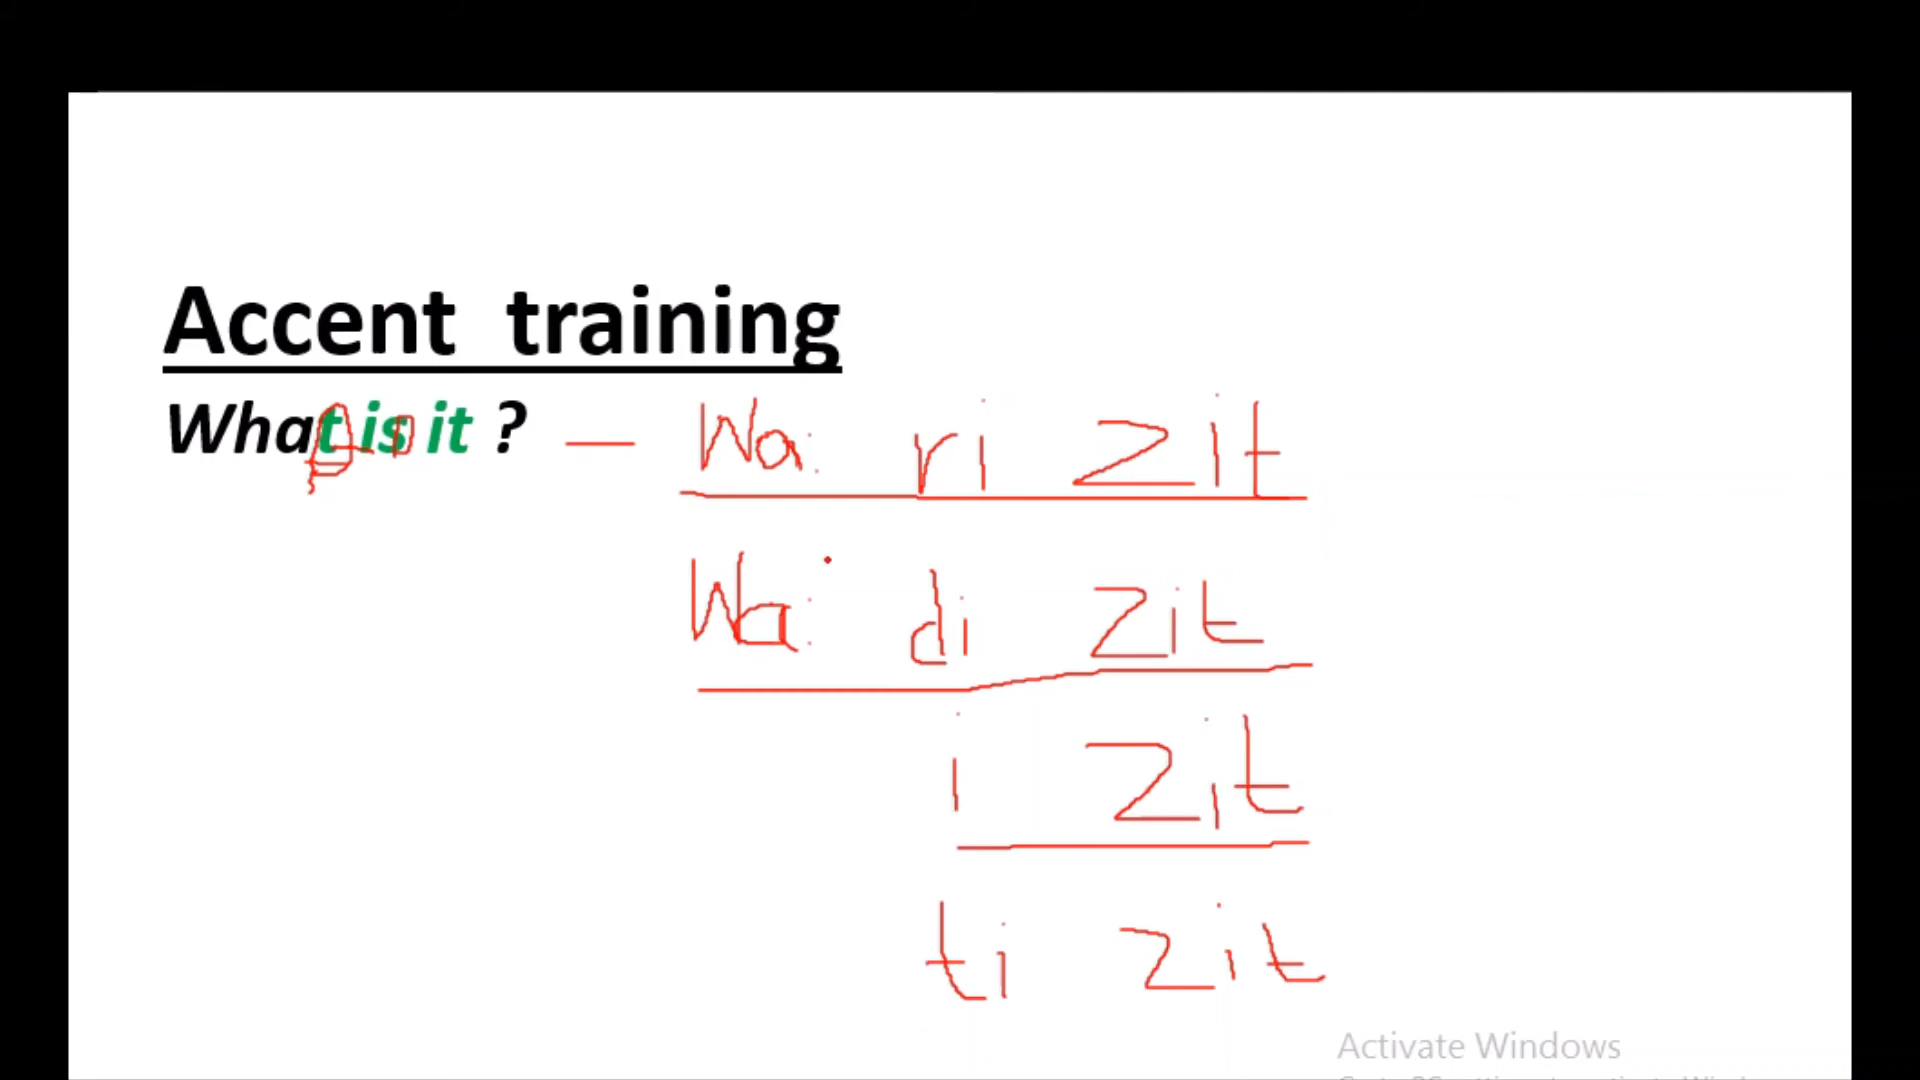 Accent training
What is it ? — Wa: ri Zit
Wa: di Zit
i Zit
ti zit
Activate Windows